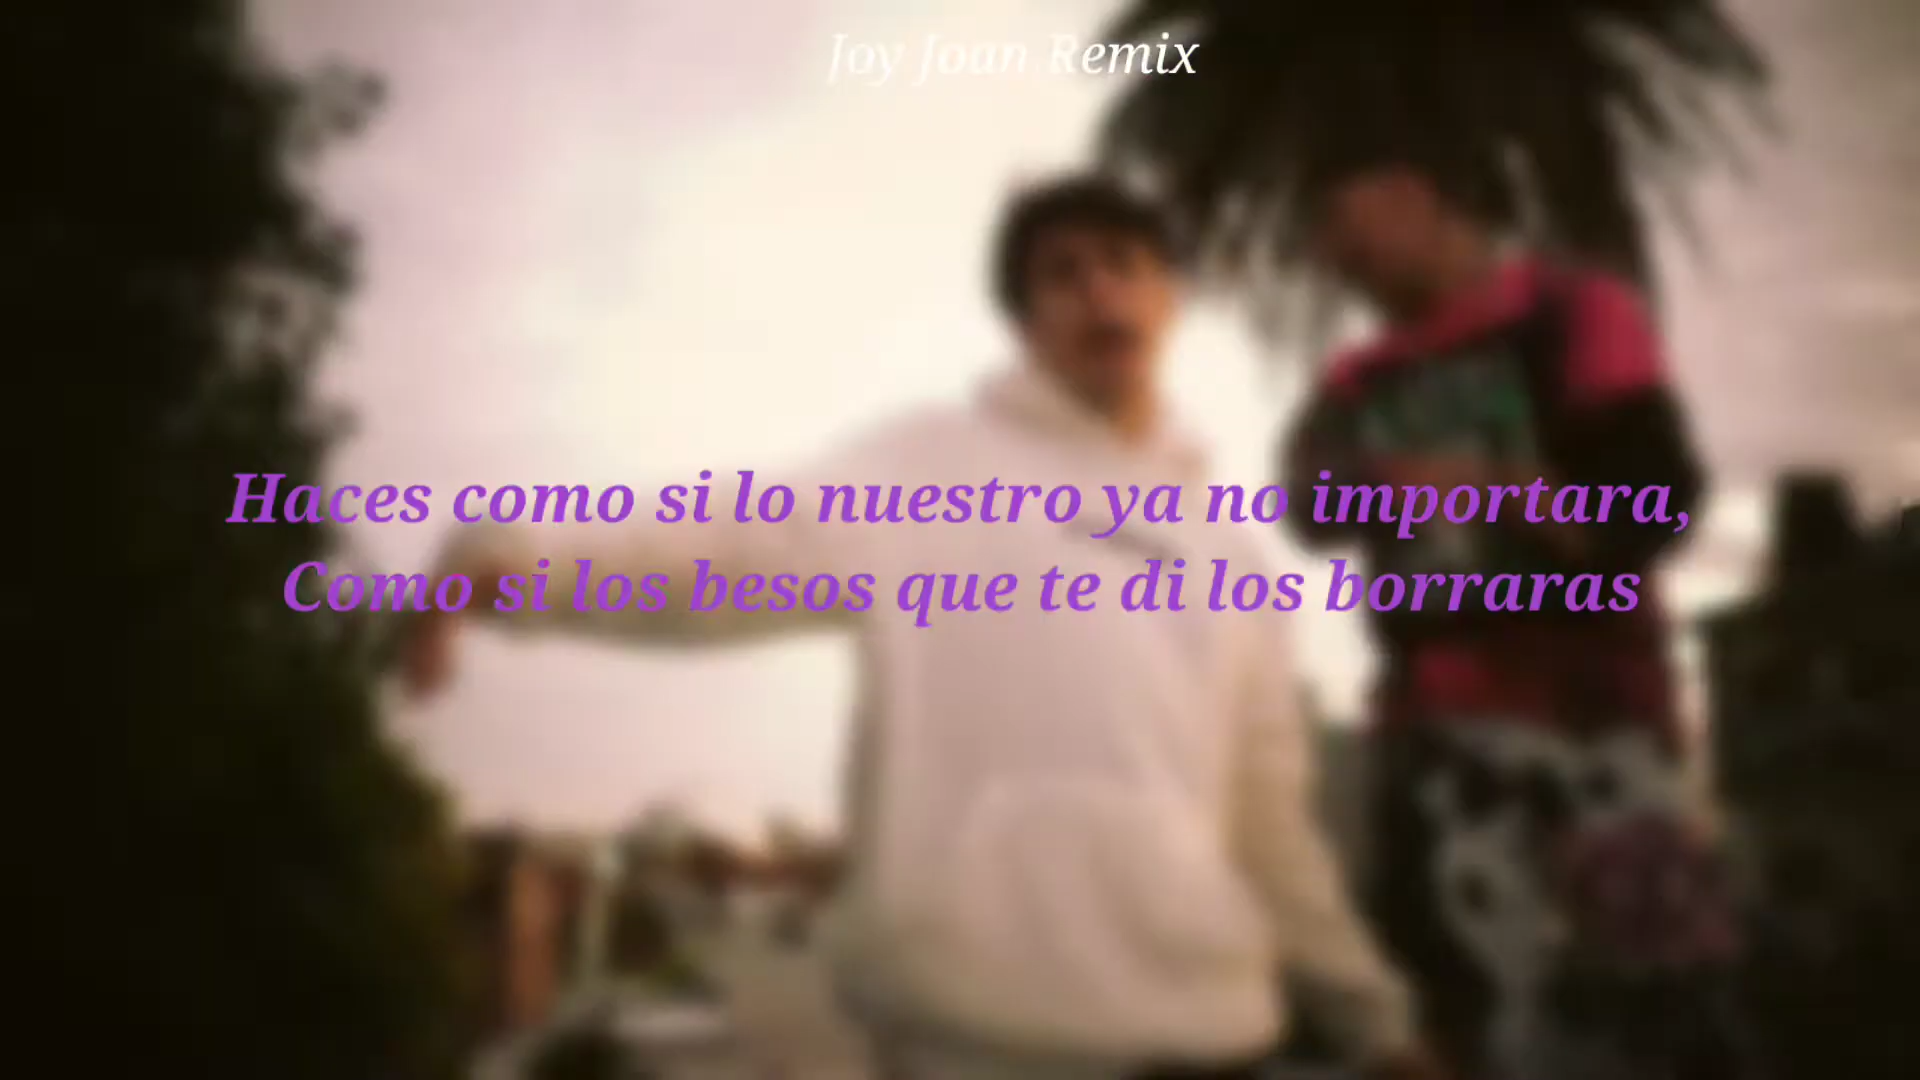 Joy Joan Remix
Haces como si lo nuestro ya no importara,
Como si los besos que te di los borraras